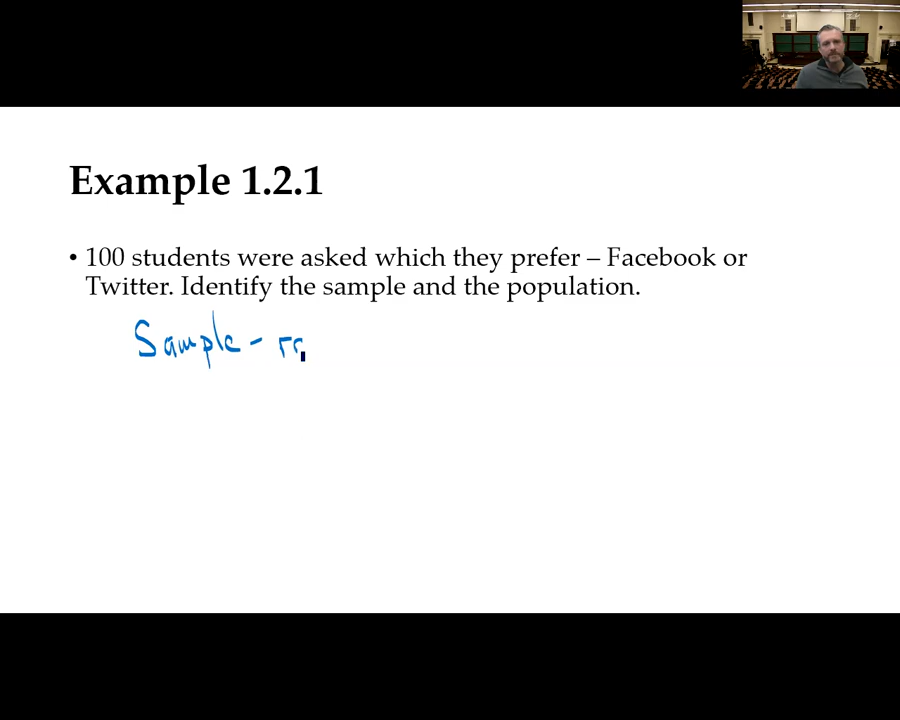 Example 1.2.1
• 100 students were asked which they prefer – Facebook or
Twitter. Identify the sample and the population.
Sample -